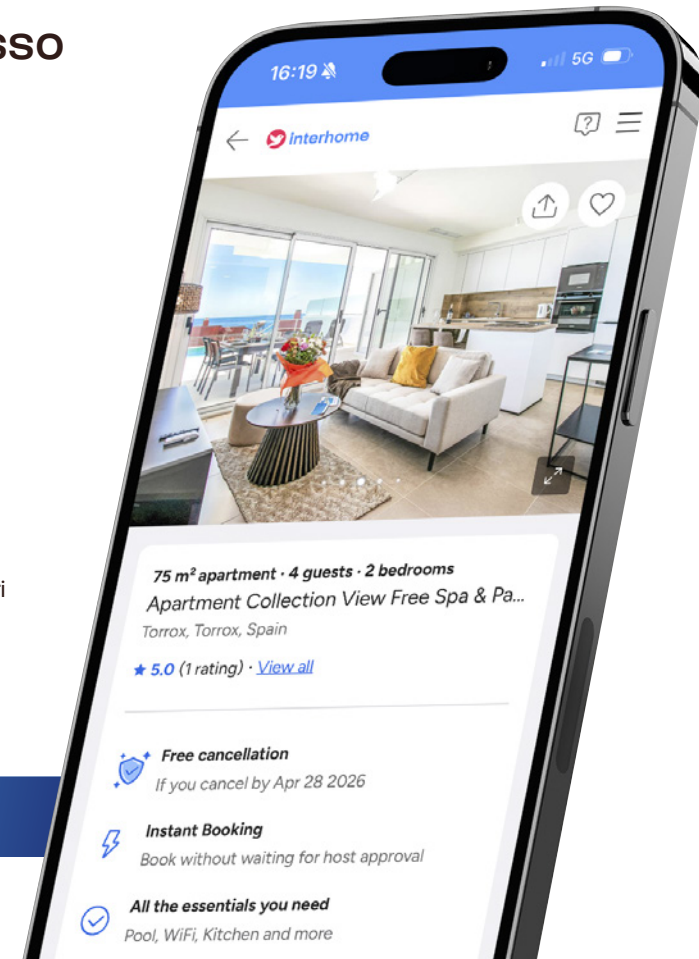 sso
16:19
5G
interhome
75 m² apartment · 4 guests · 2 bedrooms
Apartment Collection View Free Spa & Pa...
Torrox, Torrox, Spain
5.0 (1 rating) · View all
i
Free cancellation
If you cancel by Apr 28 2026
Instant Booking
Book without waiting for host approval
All the essentials you need
Pool, WiFi, Kitchen and more